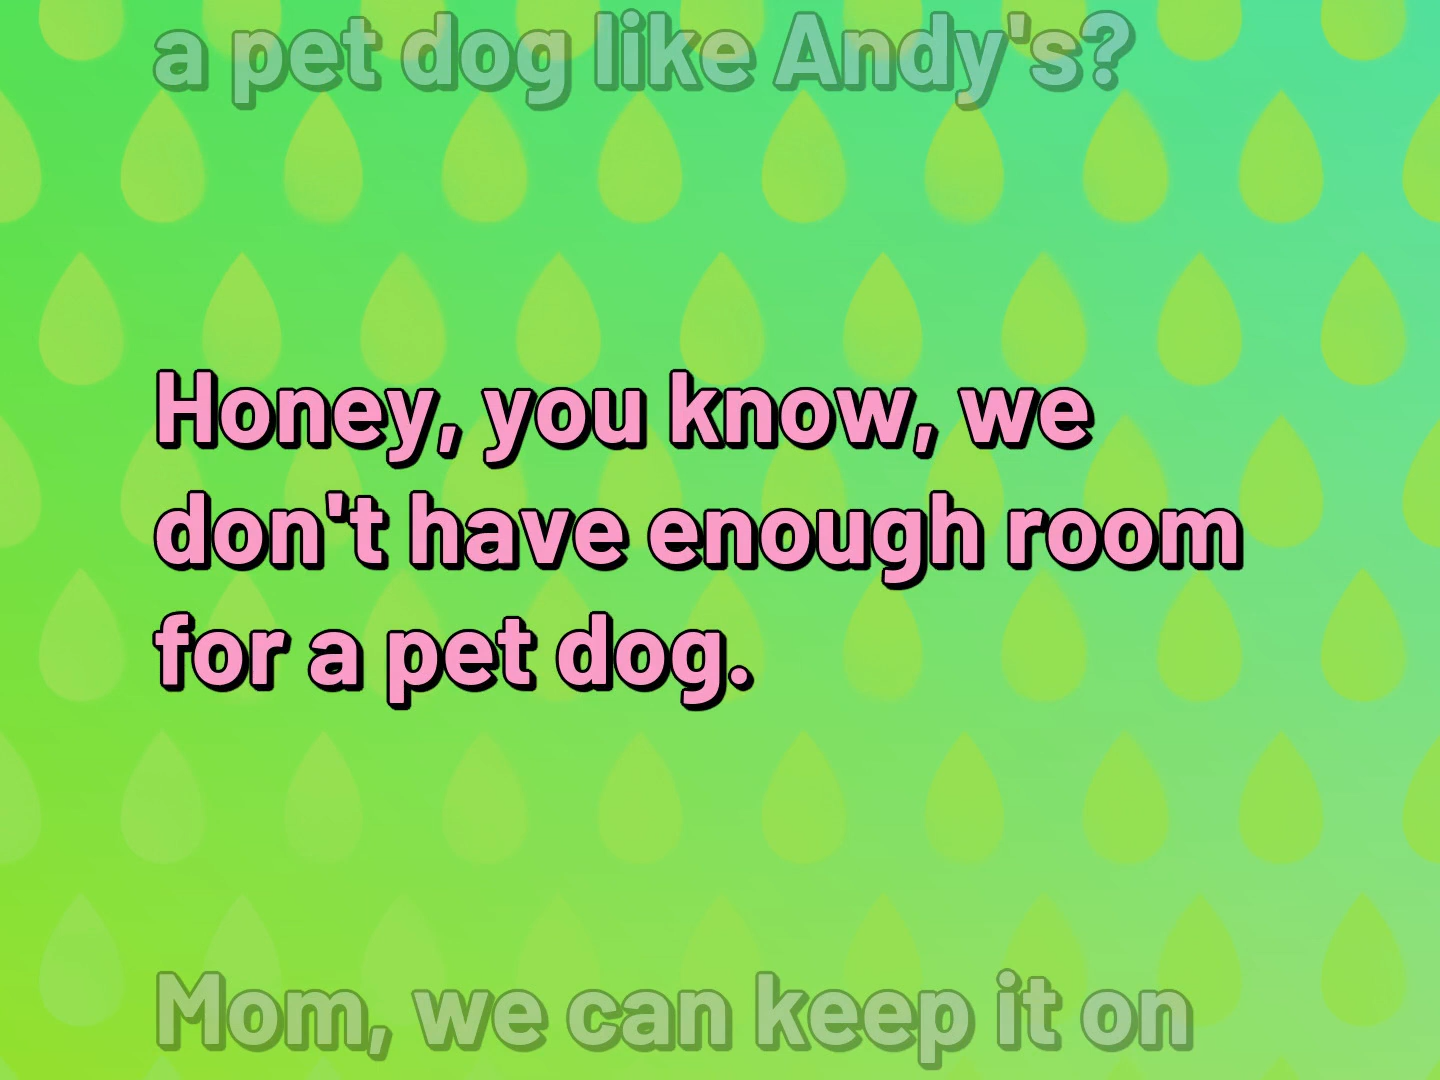 a pet dog like Andy's?
Honey, you know, we
don't have enough room
for a pet dog.
Mom, we can keep it on